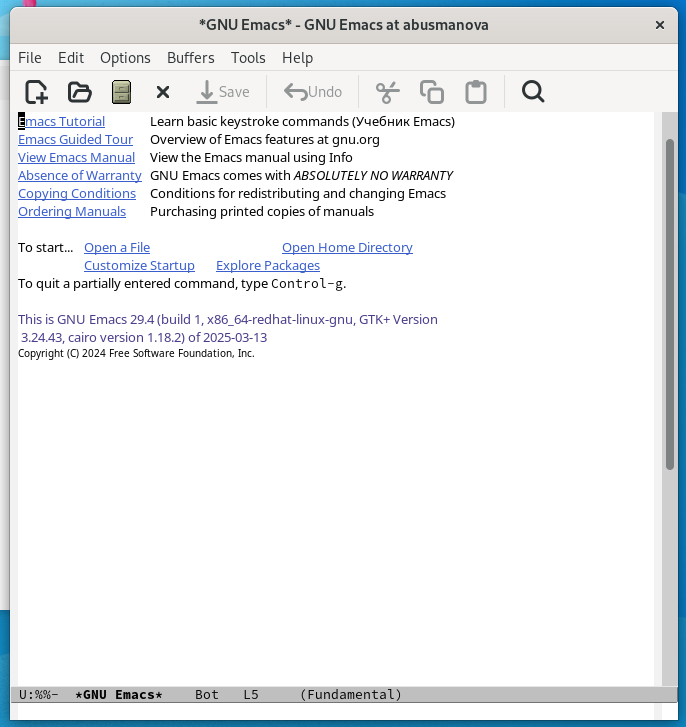 *GNU Emacs* - GNU Emacs at abusmanova
File Edit Options Buffers Tools Help
Save Undo
Emacs Tutorial Learn basic keystroke commands (Учебник Emacs)
Emacs Guided Tour Overview of Emacs features at gnu.org
View Emacs Manual View the Emacs manual using Info
Absence of Warranty GNU Emacs comes with ABSOLUTELY NO WARRANTY
Copying Conditions Conditions for redistributing and changing Emacs
Ordering Manuals Purchasing printed copies of manuals
To start... Open a File Open Home Directory
Customize Startup Explore Packages
To quit a partially entered command, type Control-g.
This is GNU Emacs 29.4 (build 1, x86_64-redhat-linux-gnu, GTK+ Version
3.24.43, cairo version 1.18.2) of 2025-03-13
Copyright (C) 2024 Free Software Foundation, Inc.
U:%%- *GNU Emacs* Bot L5 (Fundamental)